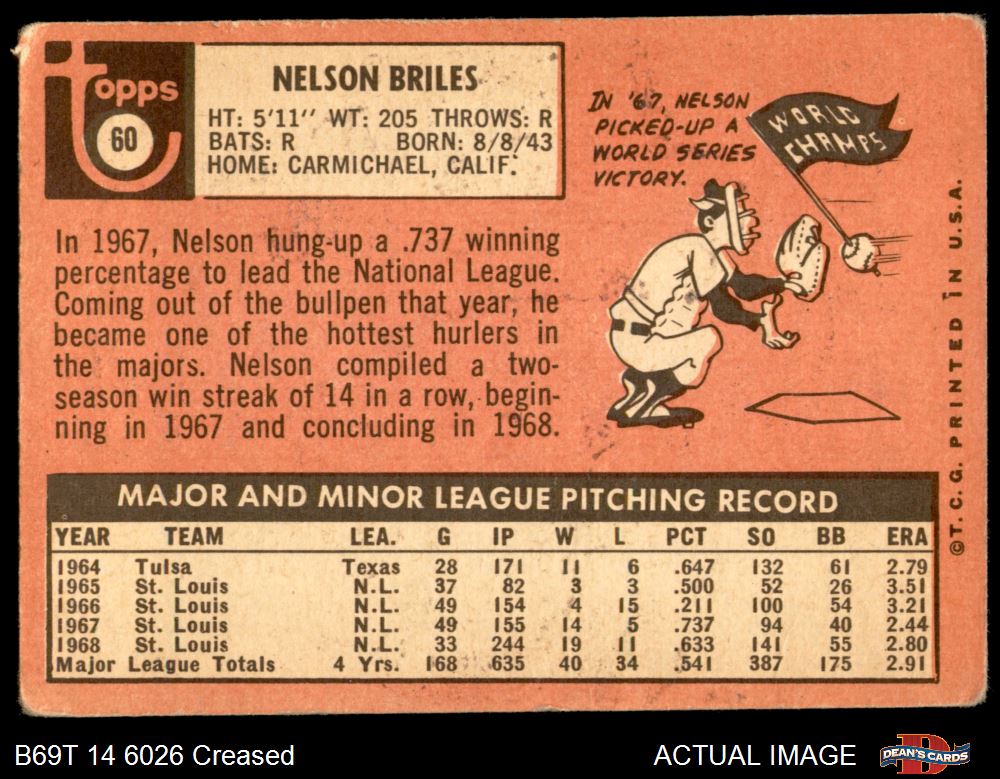 topps
60
NELSON BRILES
HT: 5'11'' WT: 205 THROWS: R
BATS: R BORN: 8/8/43
HOME: CARMICHAEL, CALIF.
IN '67, NELSON
PICKED-UP A
WORLD SERIES
VICTORY.
WORLD
CHAMPS
In 1967, Nelson hung-up a .737 winning
percentage to lead the National League.
Coming out of the bullpen that year, he
became one of the hottest hurlers in
the majors. Nelson compiled a two-
season win streak of 14 in a row, begin-
ning in 1967 and concluding in 1968.
©T.C.G. PRINTED IN U.S.A.
MAJOR AND MINOR LEAGUE PITCHING RECORD
YEAR TEAM LEA. G IP W L PCT SO BB ERA
1964 Tulsa Texas 28 171 11 6 .647 132 61 2.79
1965 St. Louis N.L. 37 82 3 3 .500 52 26 3.51
1966 St. Louis N.L. 49 154 4 15 .211 100 54 3.21
1967 St. Louis N.L. 49 155 14 5 .737 94 40 2.44
1968 St. Louis N.L. 33 244 19 11 .633 141 55 2.80
Major League Totals 4 Yrs. 168 635 40 34 .541 387 175 2.91
B69T 14 6026 Creased
ACTUAL IMAGE
DEAN'S CARDS